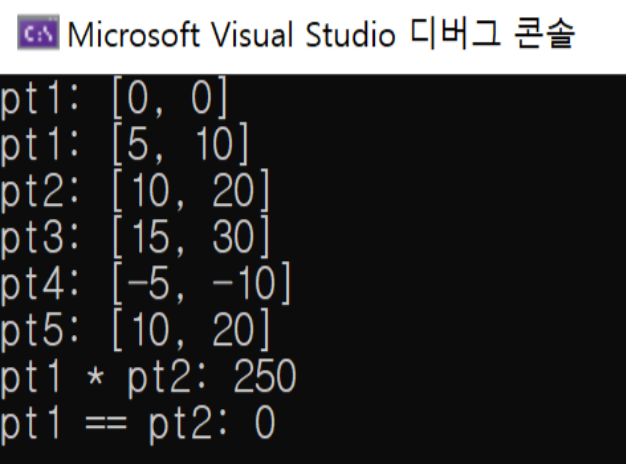 C:\ Microsoft Visual Studio 디버그 콘솔
pt1: [0, 0]
pt1: [5, 10]
pt2: [10, 20]
pt3: [15, 30]
pt4: [-5, -10]
pt5: [10, 20]
pt1 * pt2: 250
pt1 == pt2: 0